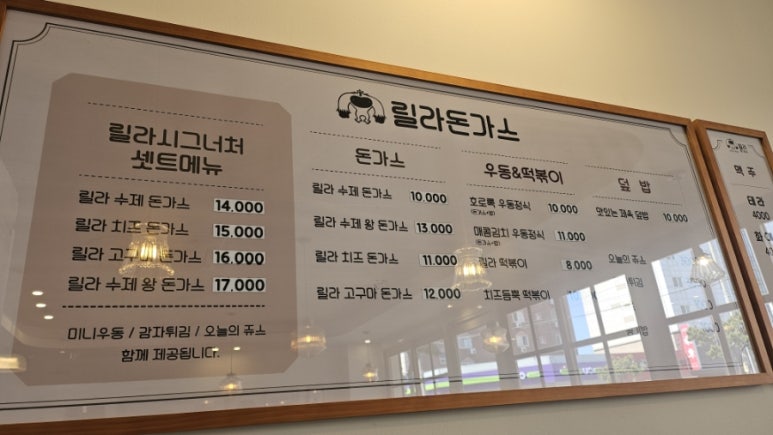 릴라시그니처
셋트메뉴
릴라 수제 돈가스 14,000
릴라 치즈 돈가스 15,000
릴라 고구마 돈가스 16,000
릴라 수제 왕 돈가스 17,000
미니우동 / 감자튀김 / 오늘의 쥬스
함께 제공됩니다.
릴라돈가스
돈가스
릴라 수제 돈가스 10,000
릴라 수제 왕 돈가스 13,000
릴라 치즈 돈가스 11,000
릴라 고구마 돈가스 12,000
우동&떡볶이
호로록 우동정식 10,000
매콤김치 우동정식 11,000
릴라 떡볶이 8,000
치즈듬뿍 떡볶이
덮밥
맛있는 제육 덮밥 10,000
오늘의 쥬스
맥주
테라
4000